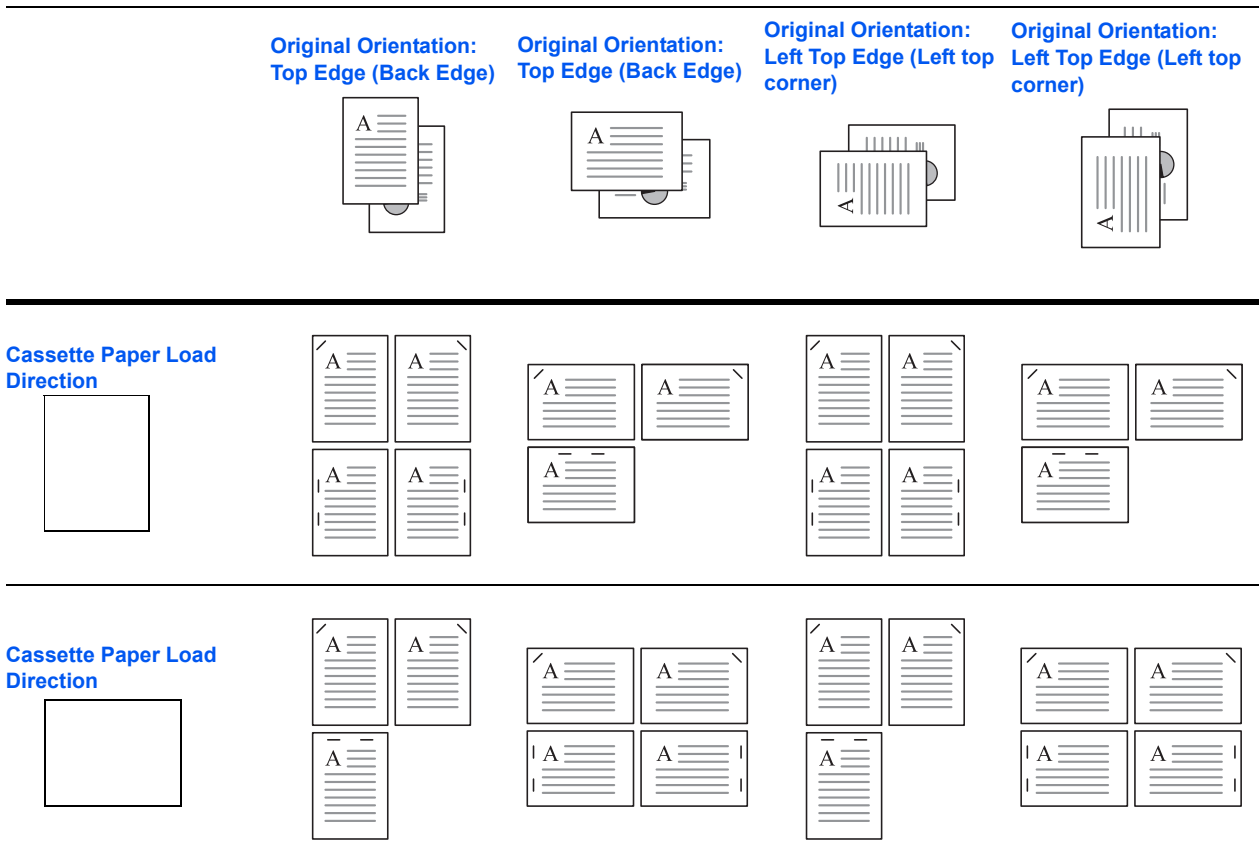 Original Orientation:
Top Edge (Back Edge)
Original Orientation:
Top Edge (Back Edge)
Original Orientation:
Left Top Edge (Left top
corner)
Original Orientation:
Left Top Edge (Left top
corner)
A
A
A
A
Cassette Paper Load
Direction
A
A
A
A
A
A
A
A
A
A
A
A
A
A
Cassette Paper Load
Direction
A
A
A
A
A
A
A
A
A
A
A
A
A
A